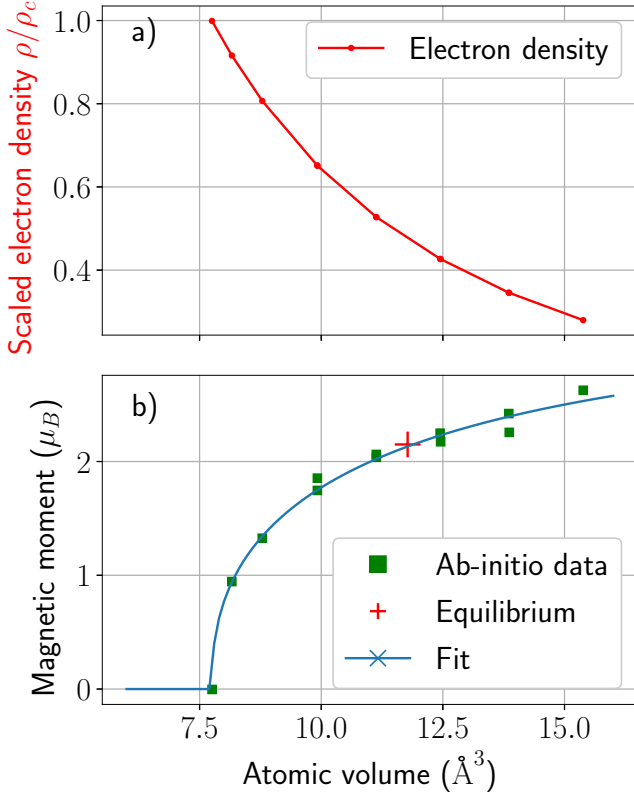 Scaled electron density ρ/ρc
1.0
0.8
0.6
0.4
a)
Electron density
Magnetic moment (μB)
2
1
0
b)
Ab-initio data
Equilibrium
Fit
7.5 10.0 12.5 15.0
Atomic volume (Å³)